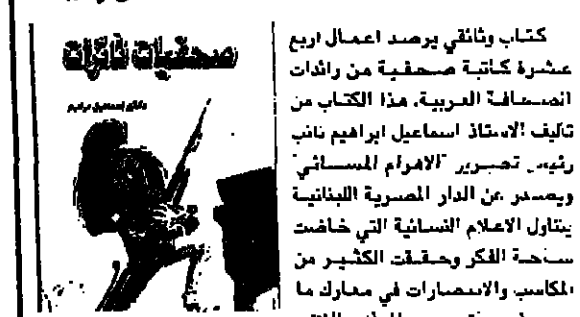 صحفيات ثائرات
كتاب وثائقي يرصد اعمال اربع
عشرة كاتبة صحفية من رائدات
الصحافة العربية. هذا الكتاب من
تاليف الاستاذ اسماعيل ابراهيم نائب
رئيس تحرير "الاهرام المسائي"
ويصدر عن الدار المصرية اللبنانية
يتناول الاعلام النسائية التي خاضت
ساحة الفكر وحققت الكثير من
المكاسب والانتصارات في معارك ما